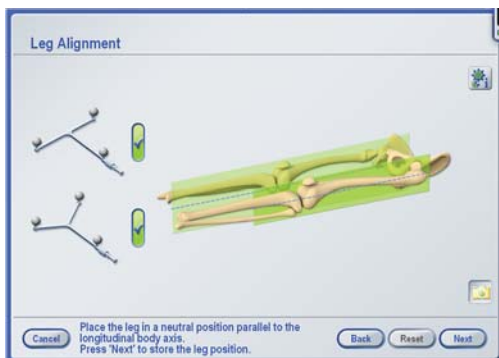 Leg Alignment
Place the leg in a neutral position parallel to the
longitudinal body axis.
Press 'Next' to store the leg position.
Cancel
Back
Reset
Next